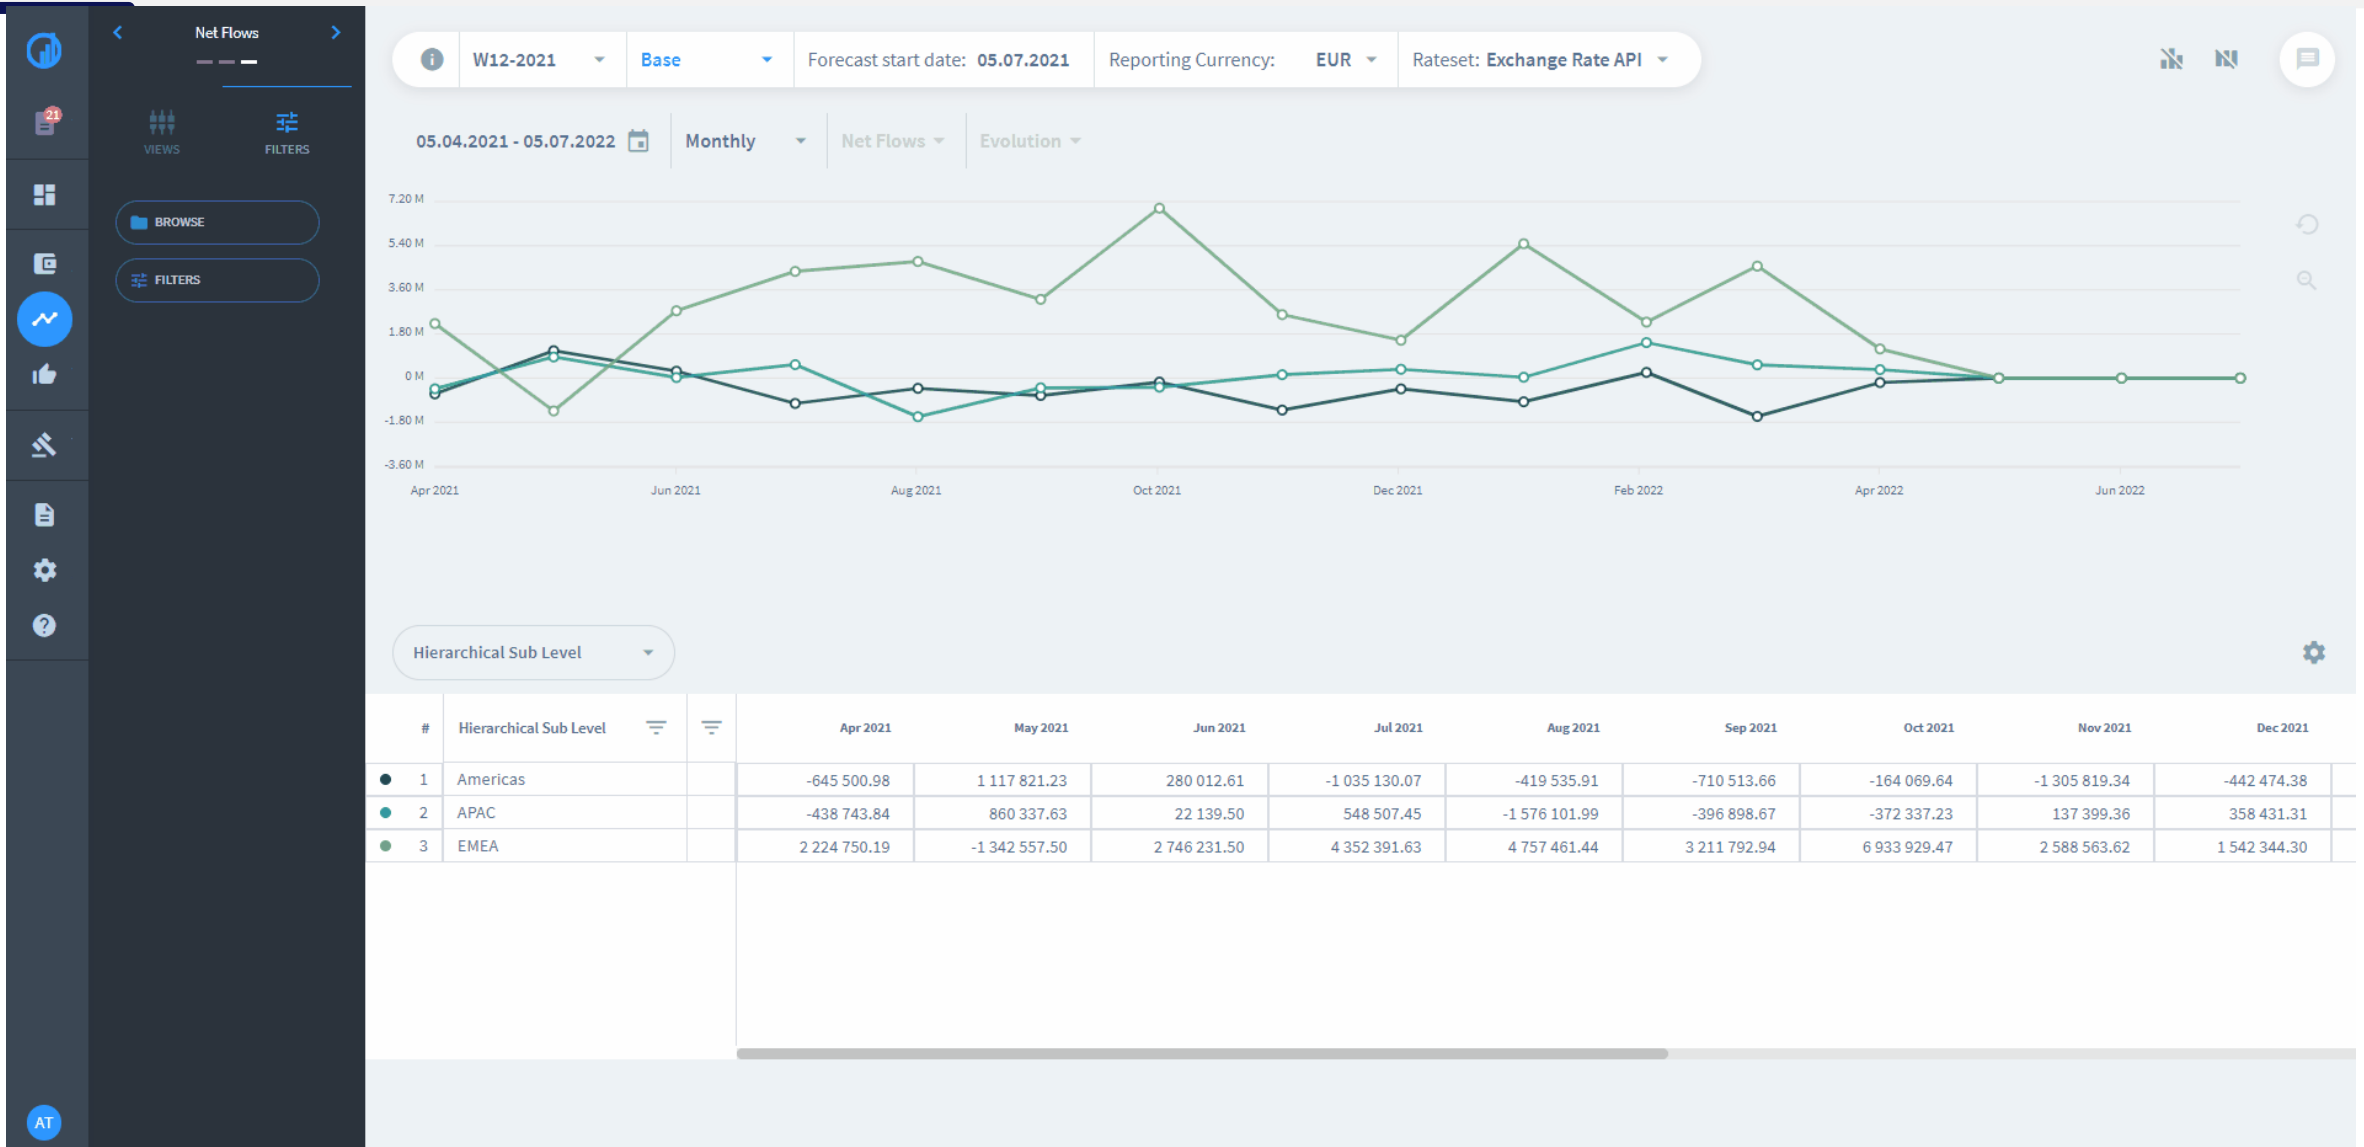 Net Flows
21
VIEWS FILTERS
BROWSE
FILTERS
AT
W12-2021 Base Forecast start date: 05.07.2021 Reporting Currency: EUR Rateset: Exchange Rate API
05.04.2021 - 05.07.2022 Monthly Net Flows Evolution
7.20 M
5.40 M
3.60 M
1.80 M
0 M
-1.80 M
-3.60 M
Apr 2021 Jun 2021 Aug 2021 Oct 2021 Dec 2021 Feb 2022 Apr 2022 Jun 2022
Hierarchical Sub Level
# Hierarchical Sub Level Apr 2021 May 2021 Jun 2021 Jul 2021 Aug 2021 Sep 2021 Oct 2021 Nov 2021 Dec 2021
1 Americas -645 500.98 1 117 821.23 280 012.61 -1 035 130.07 -419 535.91 -710 513.66 -164 069.64 -1 305 819.34 -442 474.38
2 APAC -438 743.84 860 337.63 22 139.50 548 507.45 -1 576 101.99 -396 898.67 -372 337.23 137 399.36 358 431.31
3 EMEA 2 224 750.19 -1 342 557.50 2 746 231.50 4 352 391.63 4 757 461.44 3 211 792.94 6 933 929.47 2 588 563.62 1 542 344.30